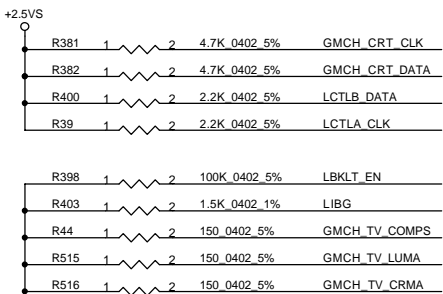 +2.5VS
R381 1 2 4.7K_0402_5% GMCH_CRT_CLK
R382 1 2 4.7K_0402_5% GMCH_CRT_DATA
R400 1 2 2.2K_0402_5% LCTLB_DATA
R39 1 2 2.2K_0402_5% LCTLA_CLK
R398 1 2 100K_0402_5% LBKLT_EN
R403 1 2 1.5K_0402_1% LIBG
R44 1 2 150_0402_5% GMCH_TV_COMPS
R515 1 2 150_0402_5% GMCH_TV_LUMA
R516 1 2 150_0402_5% GMCH_TV_CRMA